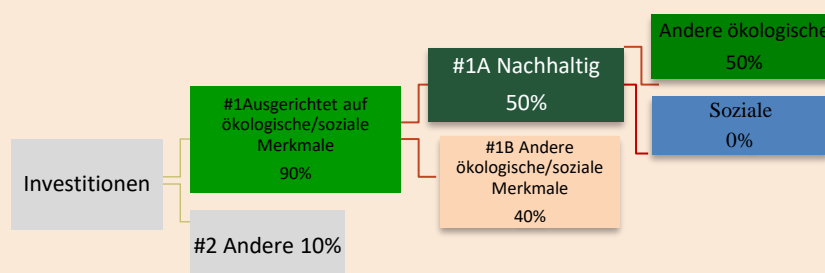 Investitionen
#1Ausgerichtet auf
ökologische/soziale
Merkmale
90%
#2 Andere 10%
#1A Nachhaltig
50%
#1B Andere
ökologische/soziale
Merkmale
40%
Andere ökologische
50%
Soziale
0%